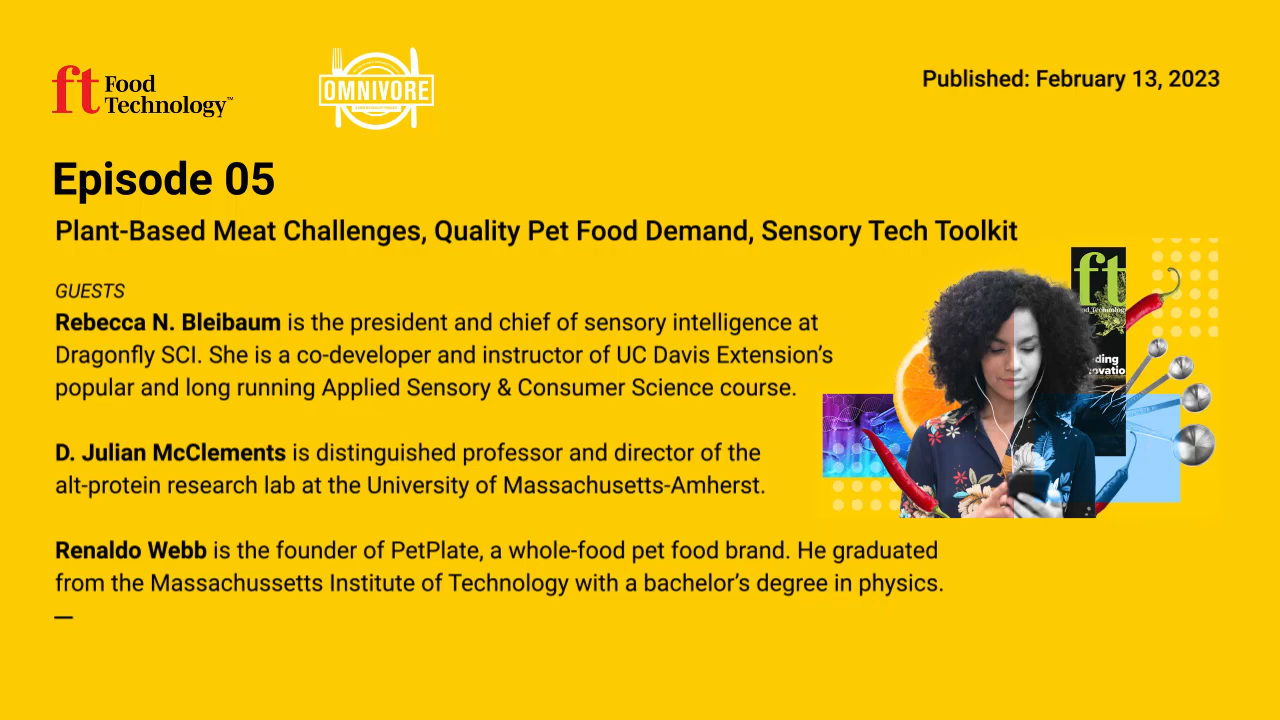 ft Food
Technology™
OMNIVORE
Published: February 13, 2023
Episode 05
Plant-Based Meat Challenges, Quality Pet Food Demand, Sensory Tech Toolkit
GUESTS
Rebecca N. Bleibaum is the president and chief of sensory intelligence at
Dragonfly SCI. She is a co-developer and instructor of UC Davis Extension’s
popular and long running Applied Sensory & Consumer Science course.
D. Julian McClements is distinguished professor and director of the
alt-protein research lab at the University of Massachusetts-Amherst.
Renaldo Webb is the founder of PetPlate, a whole-food pet food brand. He graduated
from the Massachussetts Institute of Technology with a bachelor’s degree in physics.
—
ft